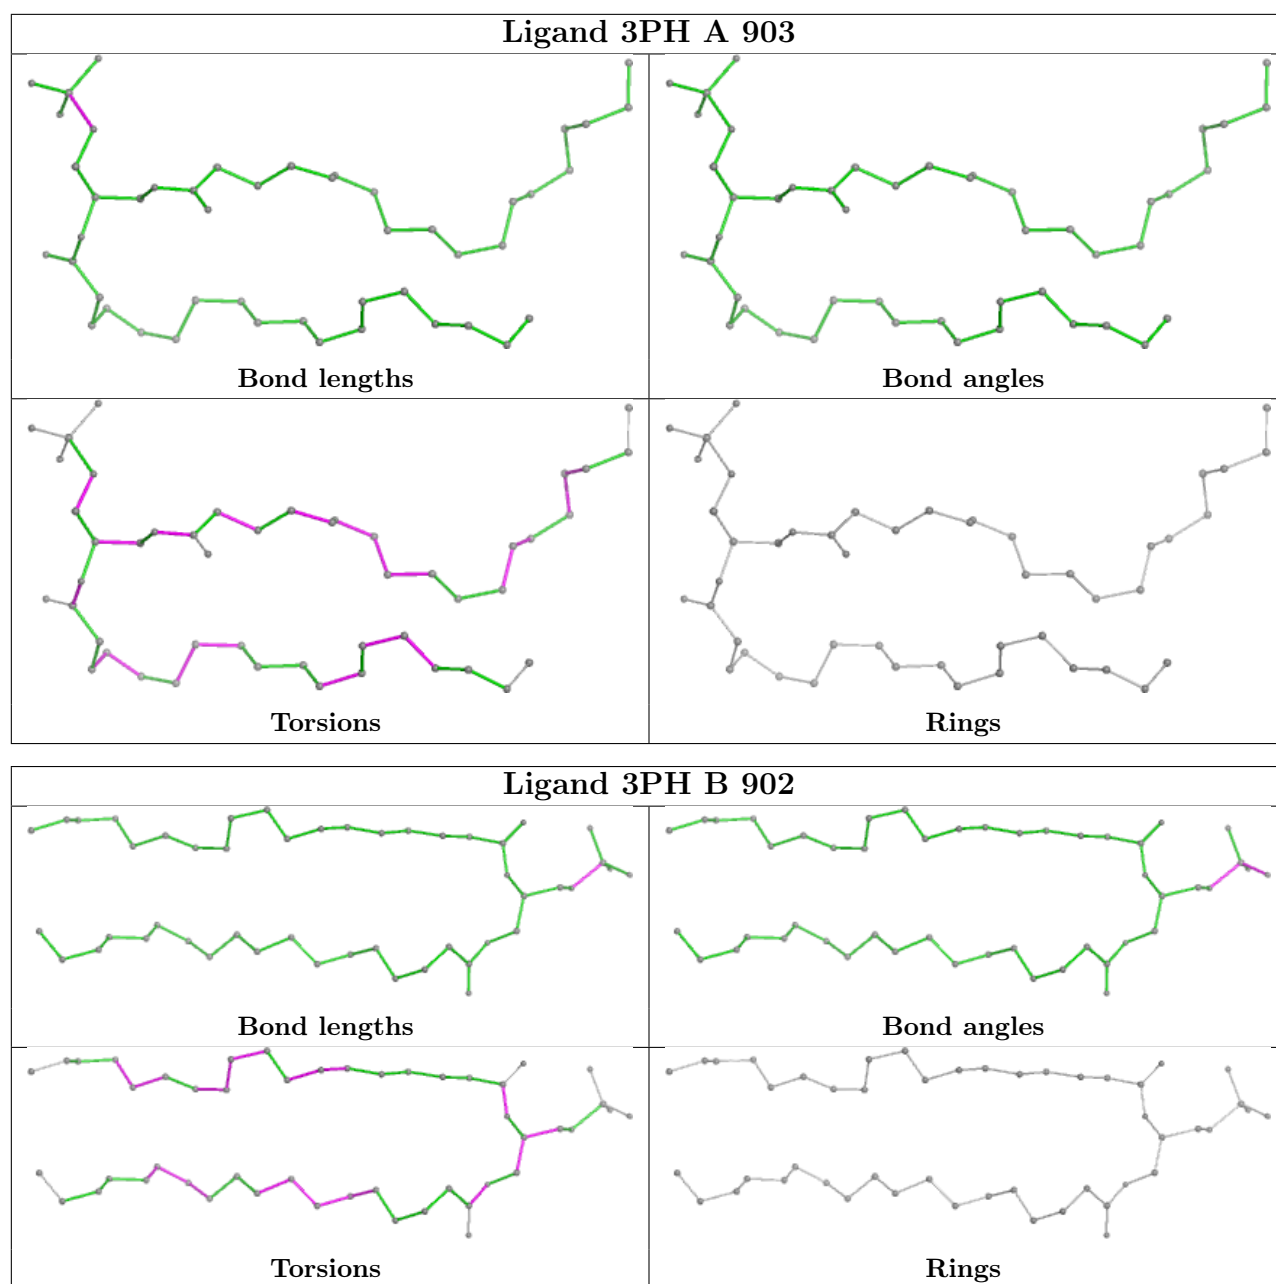 Ligand 3PH A 903
Bond lengths
Bond angles
Torsions
Rings
Ligand 3PH B 902
Bond lengths
Bond angles
Torsions
Rings